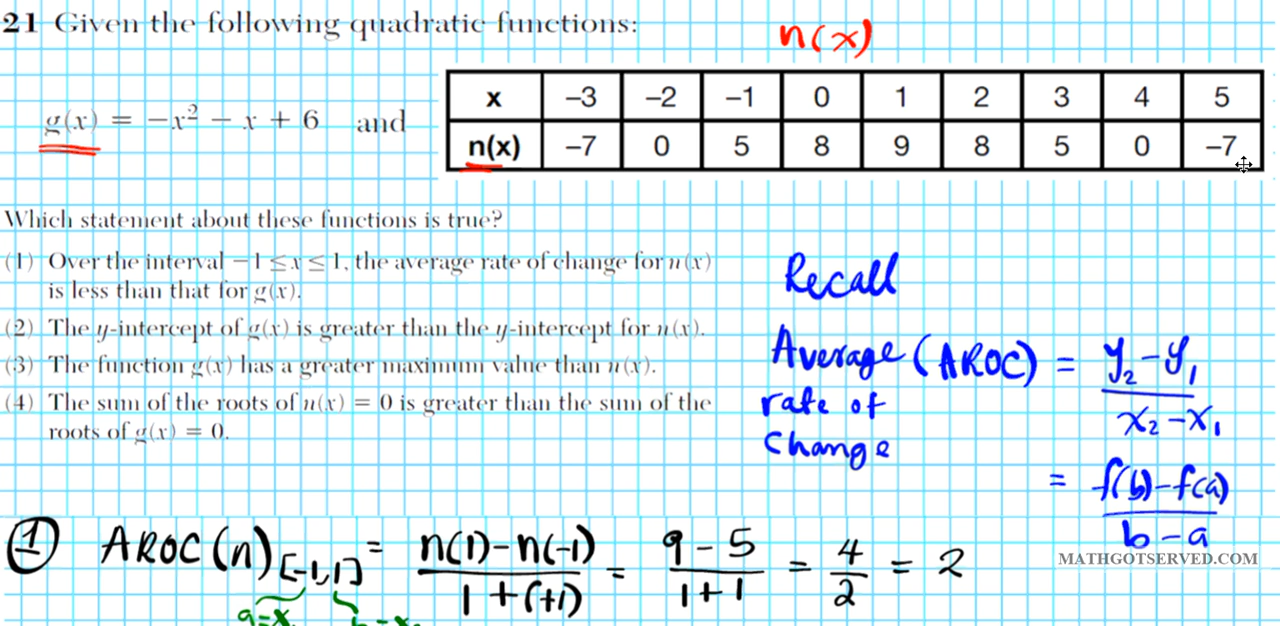 21 Given the following quadratic functions:
n(x)
g(x) = −x² − x + 6 and
x −3 −2 −1 0 1 2 3 4 5
n(x) −7 0 5 8 9 8 5 0 −7
Which statement about these functions is true?
(1) Over the interval −1 ≤ x ≤ 1, the average rate of change for n(x)
is less than that for g(x).
(2) The y-intercept of g(x) is greater than the y-intercept for n(x).
(3) The function g(x) has a greater maximum value than n(x).
(4) The sum of the roots of n(x) = 0 is greater than the sum of the
roots of g(x) = 0.
Recall
Average (AROC) = y₂-y₁ / x₂-x₁
rate of
change
= f(b)-f(a) / b-a
MATHGOTSERVED.COM
① AROC(n)[-1,1] = n(1)-n(-1) / 1+(+1) = 9-5 / 1+1 = 4/2 = 2
a=x